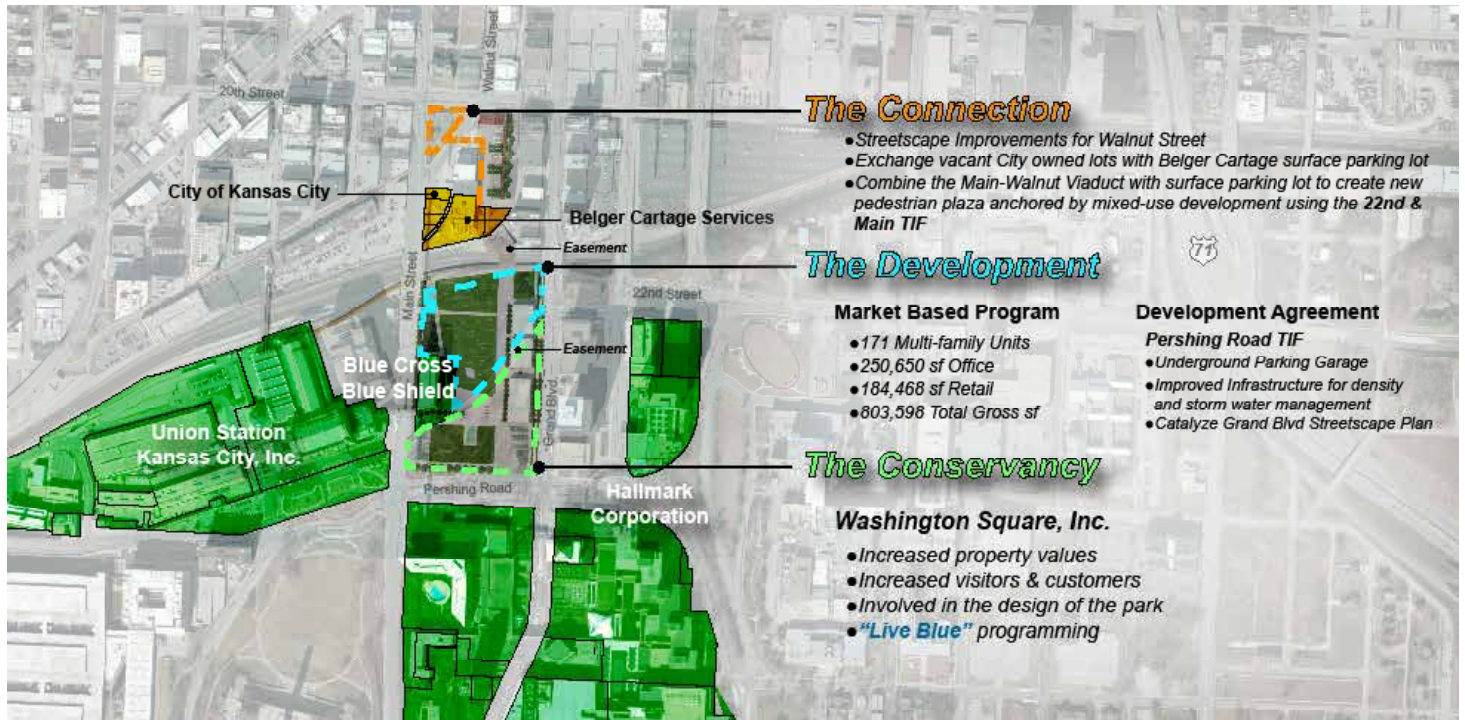 20th Street
Walnut Street
The Connection
●Streetscape Improvements for Walnut Street
●Exchange vacant City owned lots with Belger Cartage surface parking lot
●Combine the Main-Walnut Viaduct with surface parking lot to create new
pedestrian plaza anchored by mixed-use development using the 22nd &
Main TIF
City of Kansas City
Belger Cartage Services
Easement
Main Street
71
The Development
22nd Street
Market Based Program
●171 Multi-family Units
●250,650 sf Office
●184,468 sf Retail
●803,598 Total Gross sf
Development Agreement
Pershing Road TIF
●Underground Parking Garage
●Improved Infrastructure for density
and storm water management
●Catalyze Grand Blvd Streetscape Plan
Easement
Blue Cross
Blue Shield
Grand Blvd.
Union Station
Kansas City, Inc.
The Conservancy
Pershing Road
Hallmark
Corporation
Washington Square, Inc.
●Increased property values
●Increased visitors & customers
●Involved in the design of the park
●“Live Blue” programming